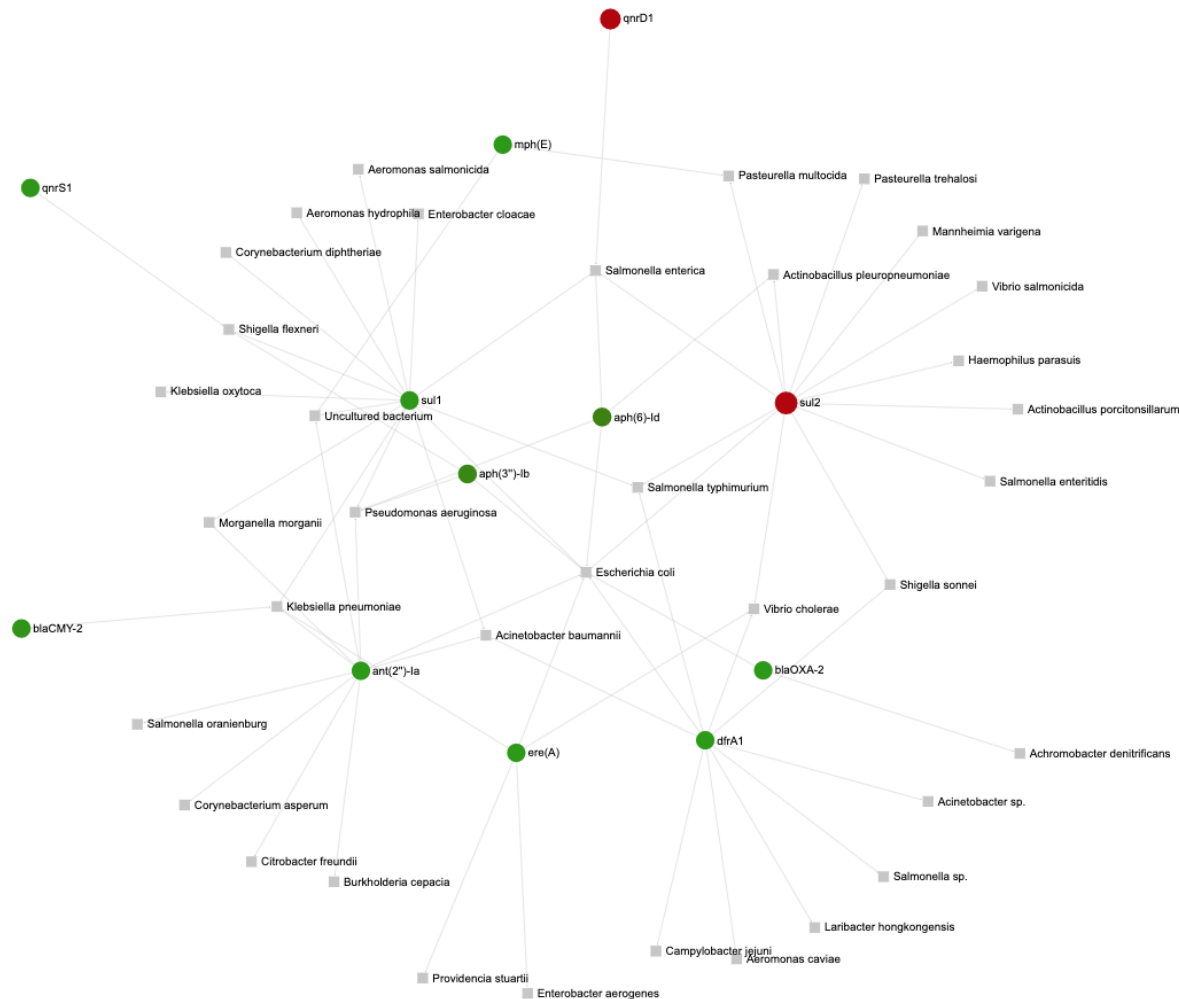 qnrD1
mph(E)
Aeromonas salmonicida
Pasteurella multocida
Pasteurella trehalosi
qnrS1
Aeromonas hydrophila
Enterobacter cloacae
Mannheimia varigena
Corynebacterium diphtheriae
Salmonella enterica
Actinobacillus pleuropneumoniae
Vibrio salmonicida
Shigella flexneri
Haemophilus parasuis
Klebsiella oxytoca
sul1
sul2
Actinobacillus porcitonsillarum
Uncultured bacterium
aph(6)-Id
aph(3")-Ib
Salmonella enteritidis
Salmonella typhimurium
Pseudomonas aeruginosa
Morganella morganii
Escherichia coli
Shigella sonnei
Klebsiella pneumoniae
Vibrio cholerae
blaCMY-2
Acinetobacter baumannii
ant(2")-Ia
blaOXA-2
Salmonella oranienburg
dfrA1
ere(A)
Achromobacter denitrificans
Corynebacterium asperum
Acinetobacter sp.
Citrobacter freundii
Salmonella sp.
Burkholderia cepacia
Laribacter hongkongensis
Campylobacter jejuni
Aeromonas caviae
Providencia stuartii
Enterobacter aerogenes